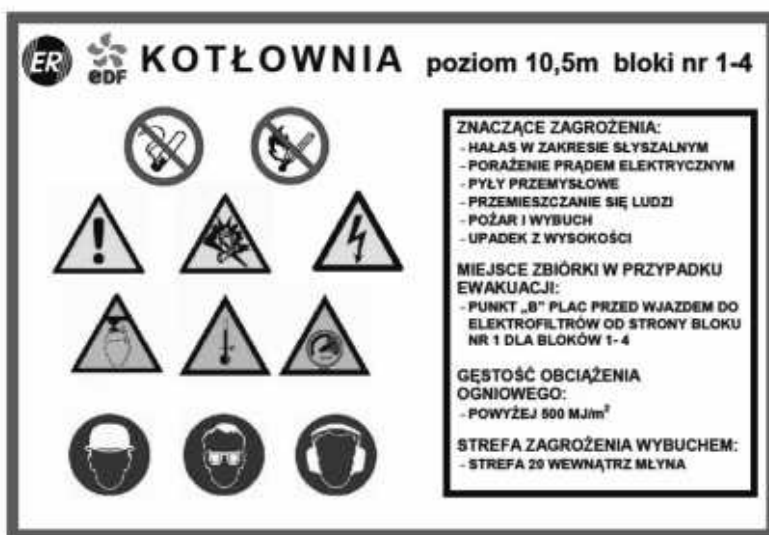 ER eDF KOTŁOWNIA poziom 10,5m bloki nr 1-4
ZNACZĄCE ZAGROŻENIA:
- HAŁAS W ZAKRESIE SŁYSZALNYM
- PORAŻENIE PRĄDEM ELEKTRYCZNYM
- PYŁY PRZEMYSŁOWE
- PRZEMIESZCZANIE SIĘ LUDZI
- POŻAR I WYBUCH
- UPADEK Z WYSOKOŚCI
MIEJSCE ZBIÓRKI W PRZYPADKU
EWAKUACJI:
- PUNKT „B" PLAC PRZED WJAZDEM DO
ELEKTROFILTRÓW OD STRONY BLOKU
NR 1 DLA BLOKÓW 1- 4
GĘSTOŚĆ OBCIĄŻENIA
OGNIOWEGO:
- POWYŻEJ 500 MJ/m²
STREFA ZAGROŻENIA WYBUCHEM:
- STREFA 20 WEWNĄTRZ MŁYNA